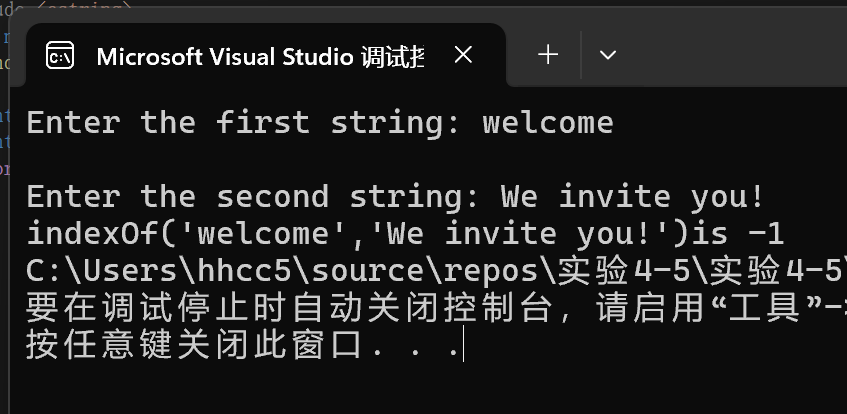 Microsoft Visual Studio 调试控
Enter the first string: welcome
Enter the second string: We invite you!
indexOf('welcome','We invite you!')is -1
C:\Users\hhcc5\source\repos\实验4-5\实验4-5\
要在调试停止时自动关闭控制台，请启用“工具”->
按任意键关闭此窗口. . .